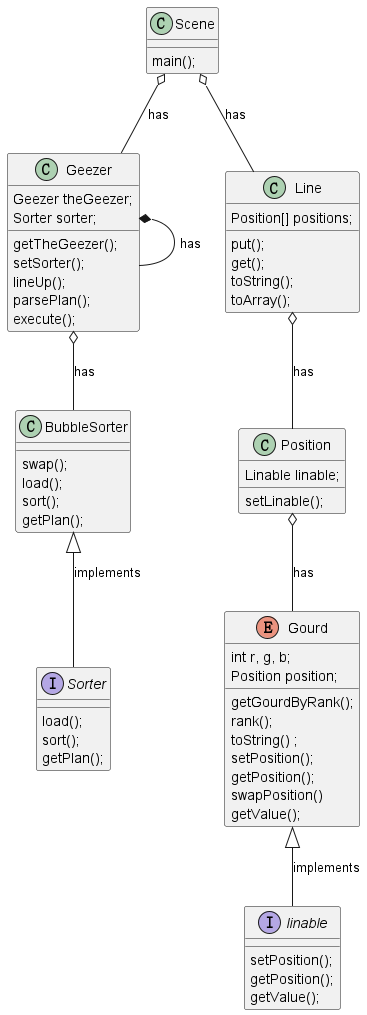 C Scene
main();
has
has
C Geezer
Geezer theGeezer;
Sorter sorter;
getTheGeezer();
setSorter();
lineUp();
parsePlan();
execute();
has
C Line
Position[] positions;
put();
get();
toString();
toArray();
has
has
C BubbleSorter
swap();
load();
sort();
getPlan();
C Position
Linable linable;
setLinable();
implements
has
I Sorter
load();
sort();
getPlan();
E Gourd
int r, g, b;
Position position;
getGourdByRank();
rank();
toString() ;
setPosition();
getPosition();
swapPosition()
getValue();
implements
I linable
setPosition();
getPosition();
getValue();